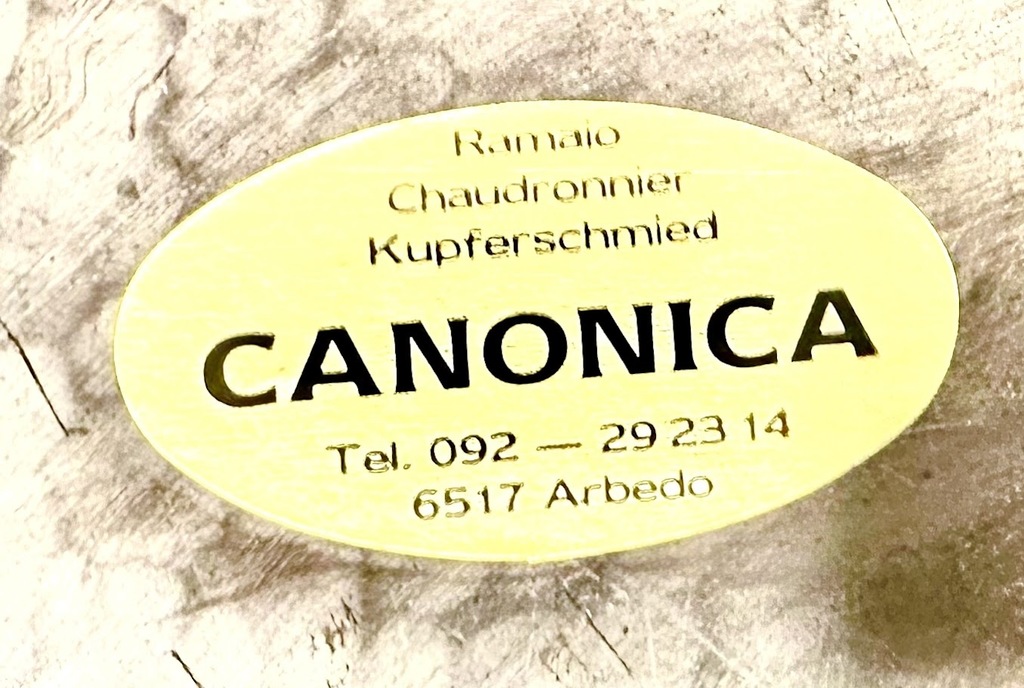 Ramaio
Chaudronnier
Kupferschmied
CANONICA
Tel. 092 — 29 23 14
6517 Arbedo